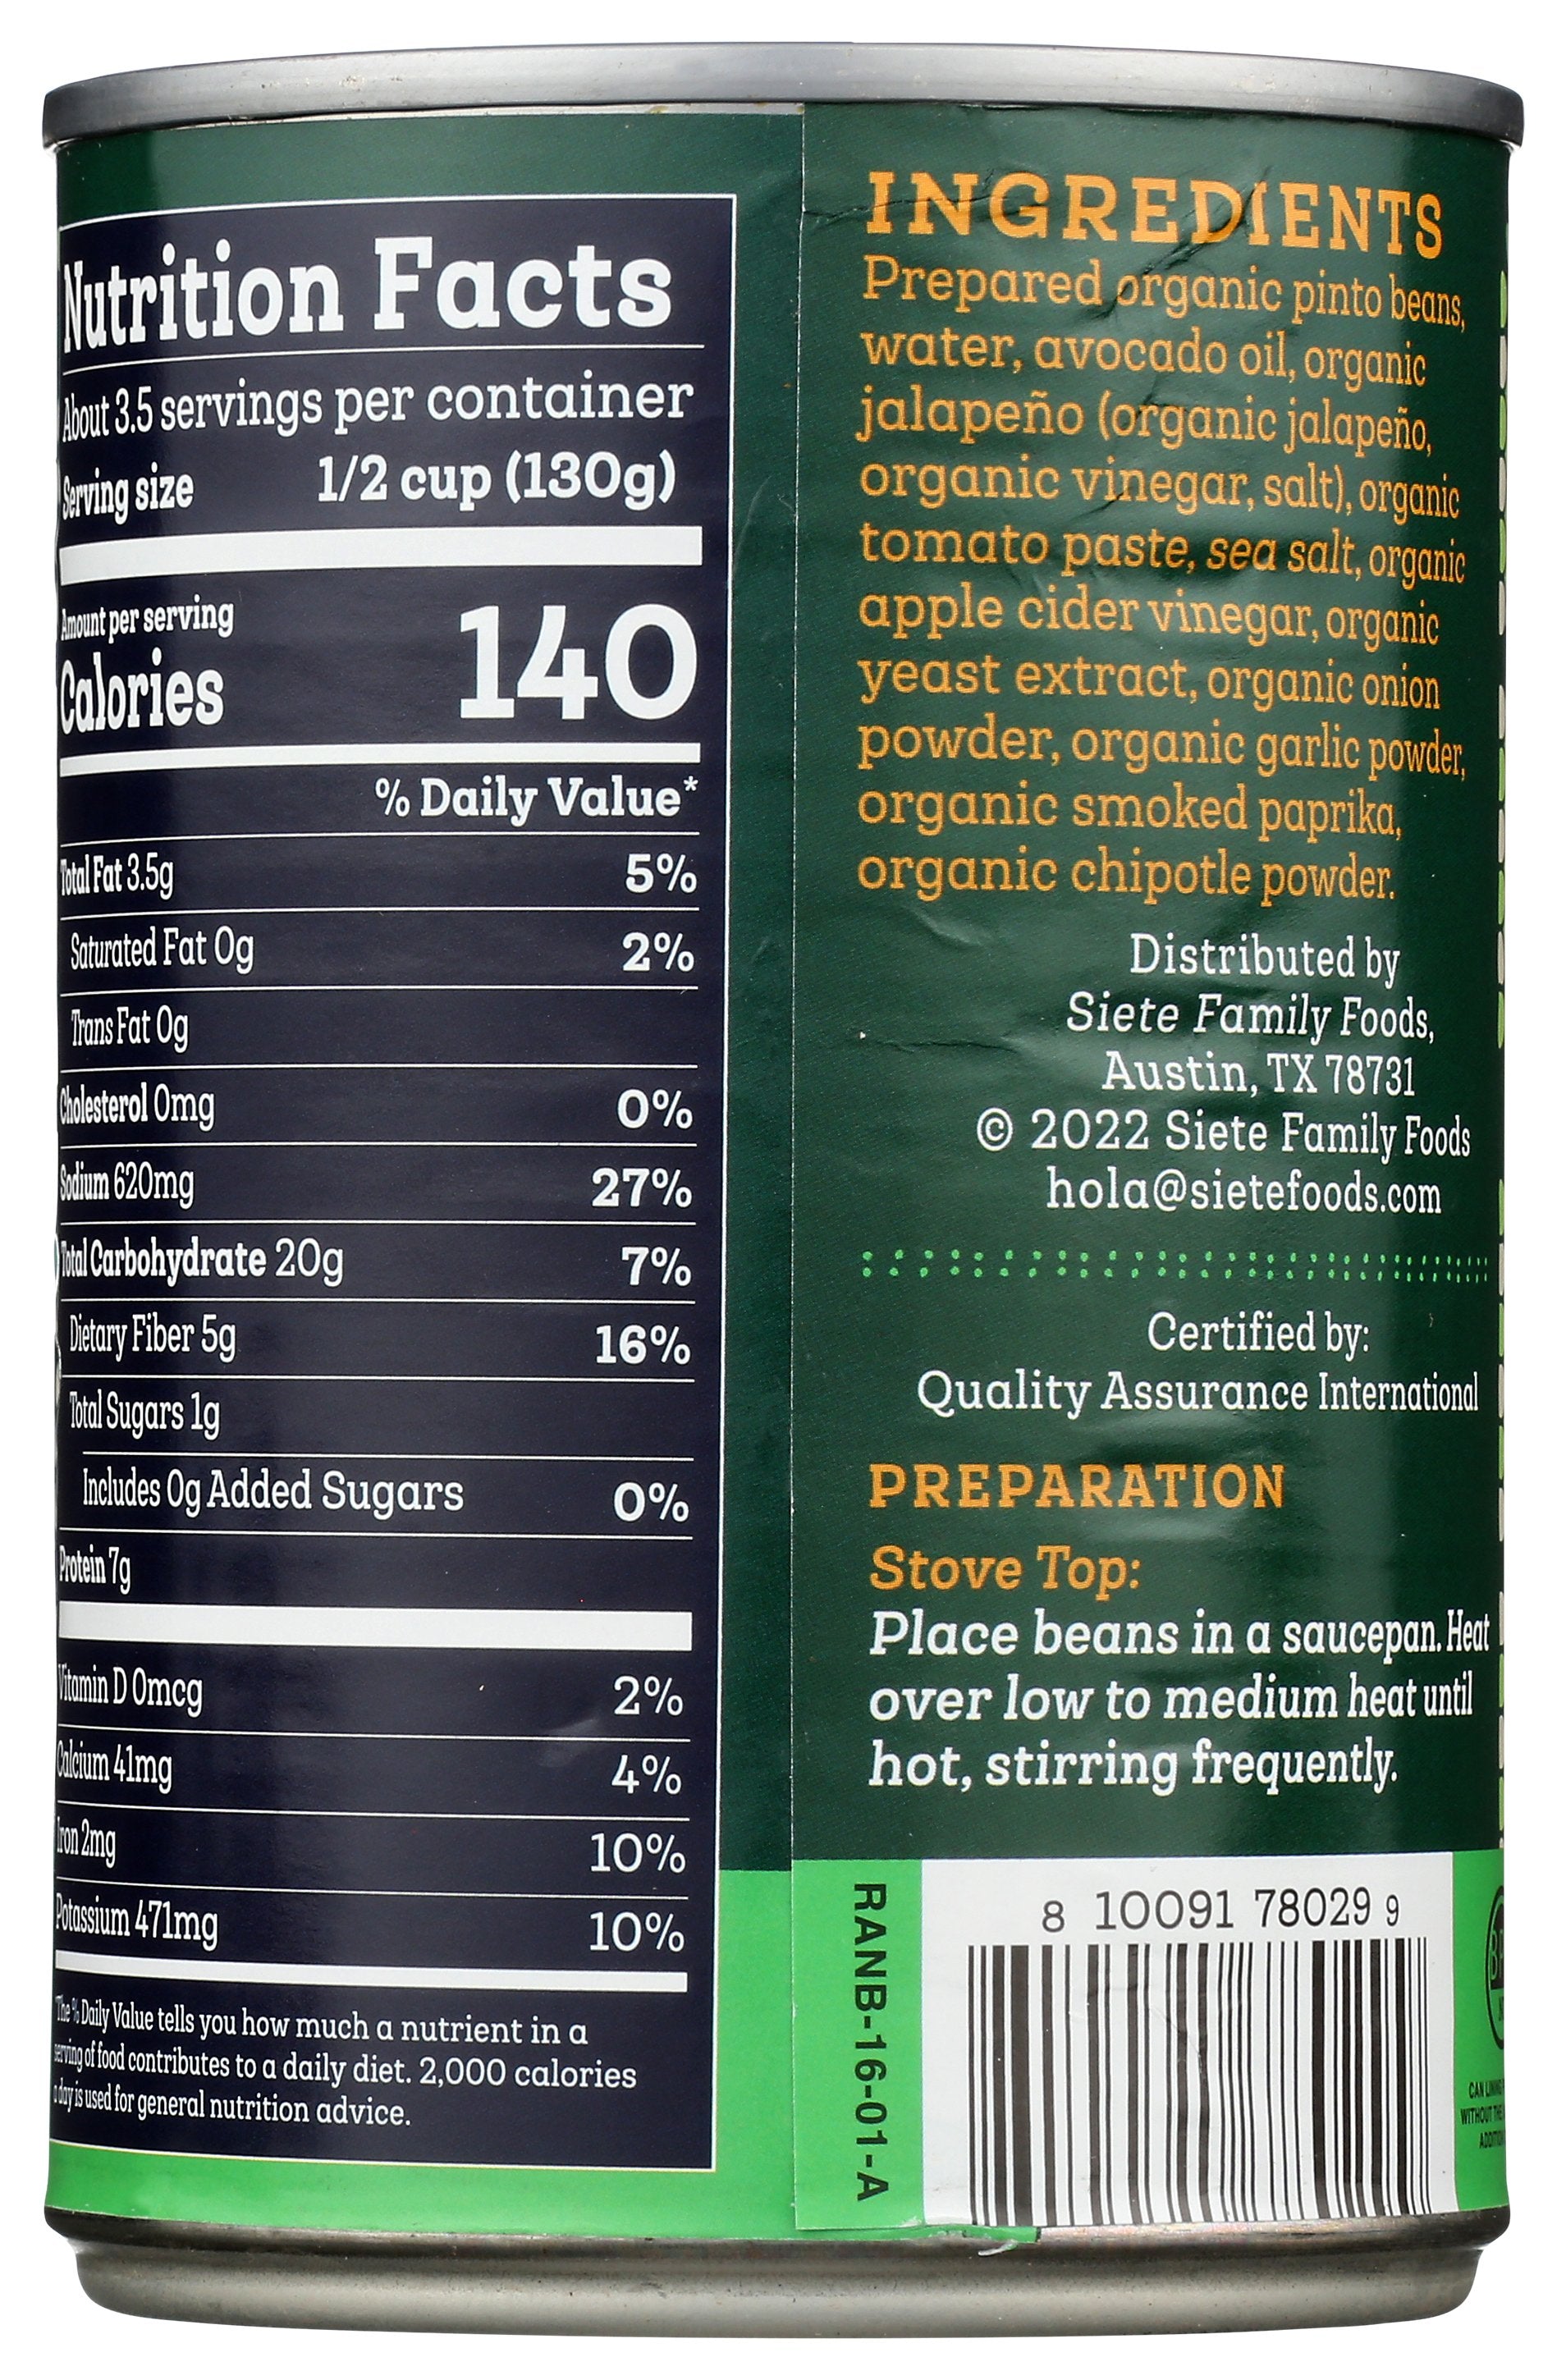 Nutrition Facts
About 3.5 servings per container
Serving size 1/2 cup (130g)
Amount per serving
Calories 140
% Daily Value*
Total Fat 3.5g 5%
Saturated Fat 0g 2%
Trans Fat 0g
Cholesterol 0mg 0%
Sodium 620mg 27%
Total Carbohydrate 20g 7%
Dietary Fiber 5g 16%
Total Sugars 1g
Includes 0g Added Sugars 0%
Protein 7g
Vitamin D 0mcg 2%
Calcium 41mg 4%
Iron 2mg 10%
Potassium 471mg 10%
*The % Daily Value tells you how much a nutrient in a
serving of food contributes to a daily diet. 2,000 calories
a day is used for general nutrition advice.
INGREDIENTS
Prepared organic pinto beans,
water, avocado oil, organic
jalapeño (organic jalapeño,
organic vinegar, salt), organic
tomato paste, sea salt, organic
apple cider vinegar, organic
yeast extract, organic onion
powder, organic garlic powder,
organic smoked paprika,
organic chipotle powder.
Distributed by
Siete Family Foods,
Austin, TX 78731
© 2022 Siete Family Foods
hola@sietefoods.com
Certified by:
Quality Assurance International
PREPARATION
Stove Top:
Place beans in a saucepan. Heat
over low to medium heat until
hot, stirring frequently.
RANB-16-01-A
8 10091 78029 9
CAN
WITHOUT